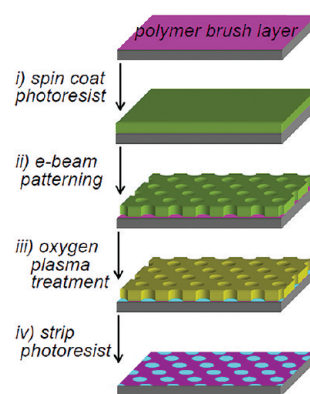 polymer brush layer
i) spin coat
photoresist
ii) e-beam
patterning
iii) oxygen
plasma
treatment
iv) strip
photoresist